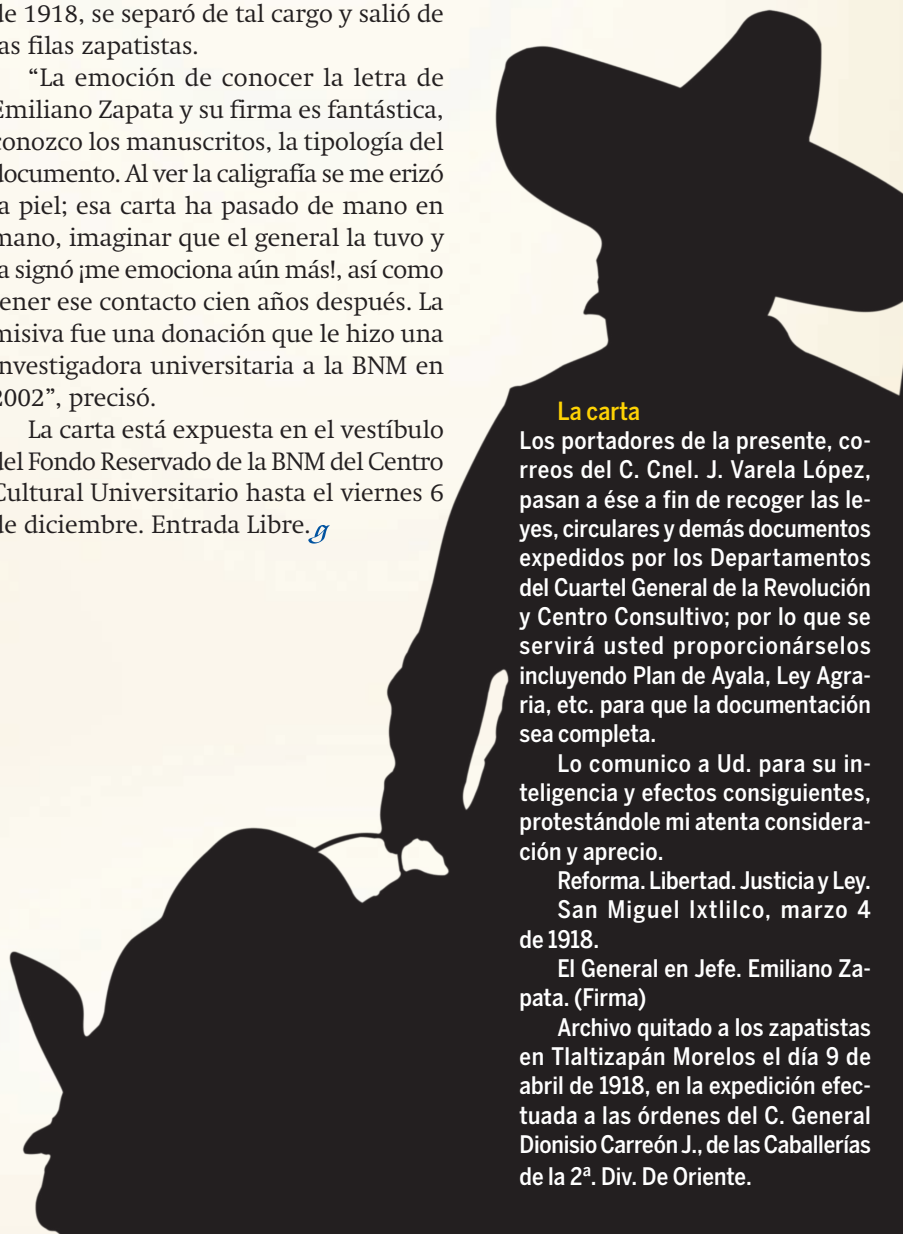 de 1918, se separó de tal cargo y salió de
las filas zapatistas.
“La emoción de conocer la letra de
Emiliano Zapata y su firma es fantástica,
conozco los manuscritos, la tipología del
documento. Al ver la caligrafía se me erizó
la piel; esa carta ha pasado de mano en
mano, imaginar que el general la tuvo y
la signó ¡me emociona aún más!, así como
tener ese contacto cien años después. La
misiva fue una donación que le hizo una
investigadora universitaria a la BNM en
2002”, precisó.
La carta está expuesta en el vestíbulo
del Fondo Reservado de la BNM del Centro
Cultural Universitario hasta el viernes 6
de diciembre. Entrada Libre. g
La carta
Los portadores de la presente, co-
rreos del C. Cnel. J. Varela López,
pasan a ése a fin de recoger las le-
yes, circulares y demás documentos
expedidos por los Departamentos
del Cuartel General de la Revolución
y Centro Consultivo; por lo que se
servirá usted proporcionárselos
incluyendo Plan de Ayala, Ley Agra-
ria, etc. para que la documentación
sea completa.
Lo comunico a Ud. para su in-
teligencia y efectos consiguientes,
protestándole mi atenta considera-
ción y aprecio.
Reforma. Libertad. Justicia y Ley.
San Miguel Ixtlilco, marzo 4
de 1918.
El General en Jefe. Emiliano Za-
pata. (Firma)
Archivo quitado a los zapatistas
en Tlaltizapán Morelos el día 9 de
abril de 1918, en la expedición efec-
tuada a las órdenes del C. General
Dionisio Carreón J., de las Caballerías
de la 2ª. Div. De Oriente.